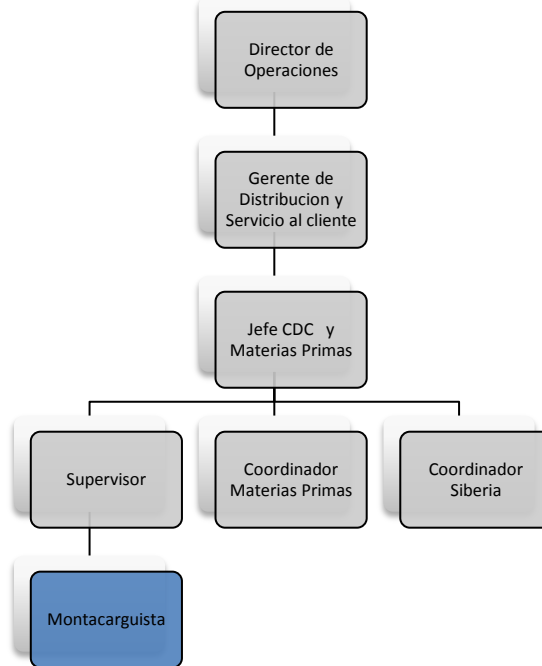 Director de
Operaciones
Gerente de
Distribucion y
Servicio al cliente
Jefe CDC y
Materias Primas
Supervisor
Coordinador
Materias Primas
Coordinador
Siberia
Montacarguista